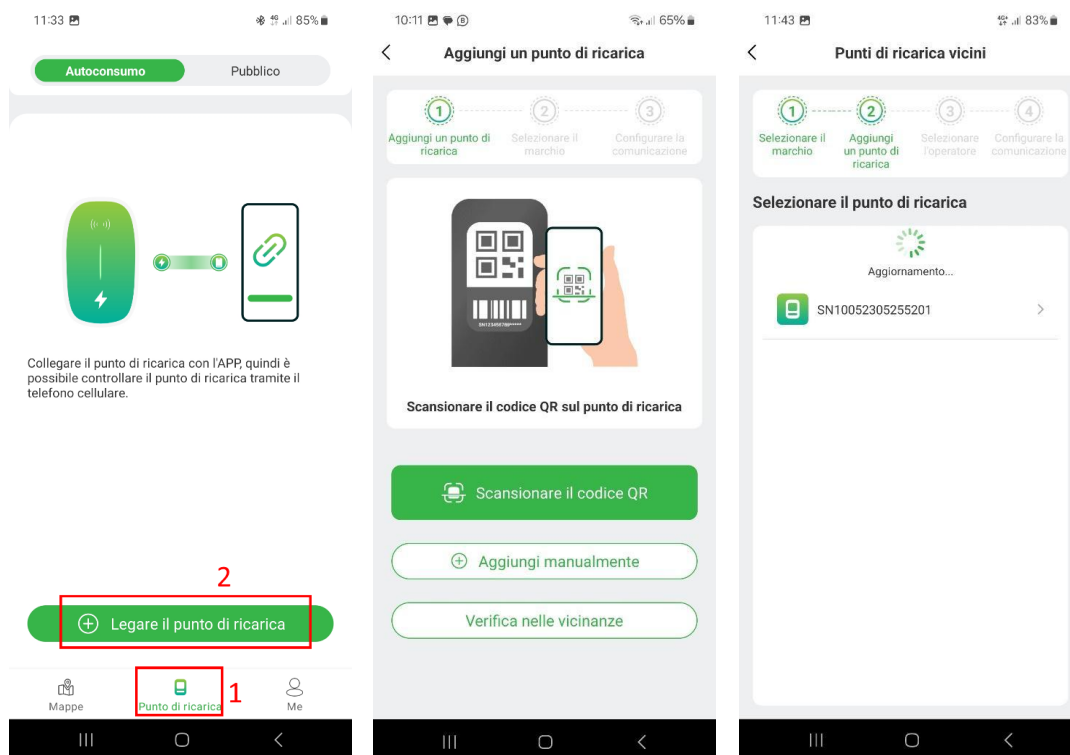 11:33
4G
85%
Autoconsumo
Pubblico
Collegare il punto di ricarica con l'APP, quindi è
possibile controllare il punto di ricarica tramite il
telefono cellulare.
2
Legare il punto di ricarica
Mappe
Punto di ricarica
1
Me
10:11
65%
Aggiungi un punto di ricarica
1
2
3
Aggiungi un punto di
ricarica
Selezionare il
marchio
Configurare la
comunicazione
Scansionare il codice QR sul punto di ricarica
Scansionare il codice QR
Aggiungi manualmente
Verifica nelle vicinanze
11:43
4G+
83%
Punti di ricarica vicini
1
2
3
4
Selezionare il
marchio
Aggiungi
un punto di
ricarica
Selezionare
l'operatore
Configurare la
comunicazione
Selezionare il punto di ricarica
Aggiornamento...
SN10052305255201